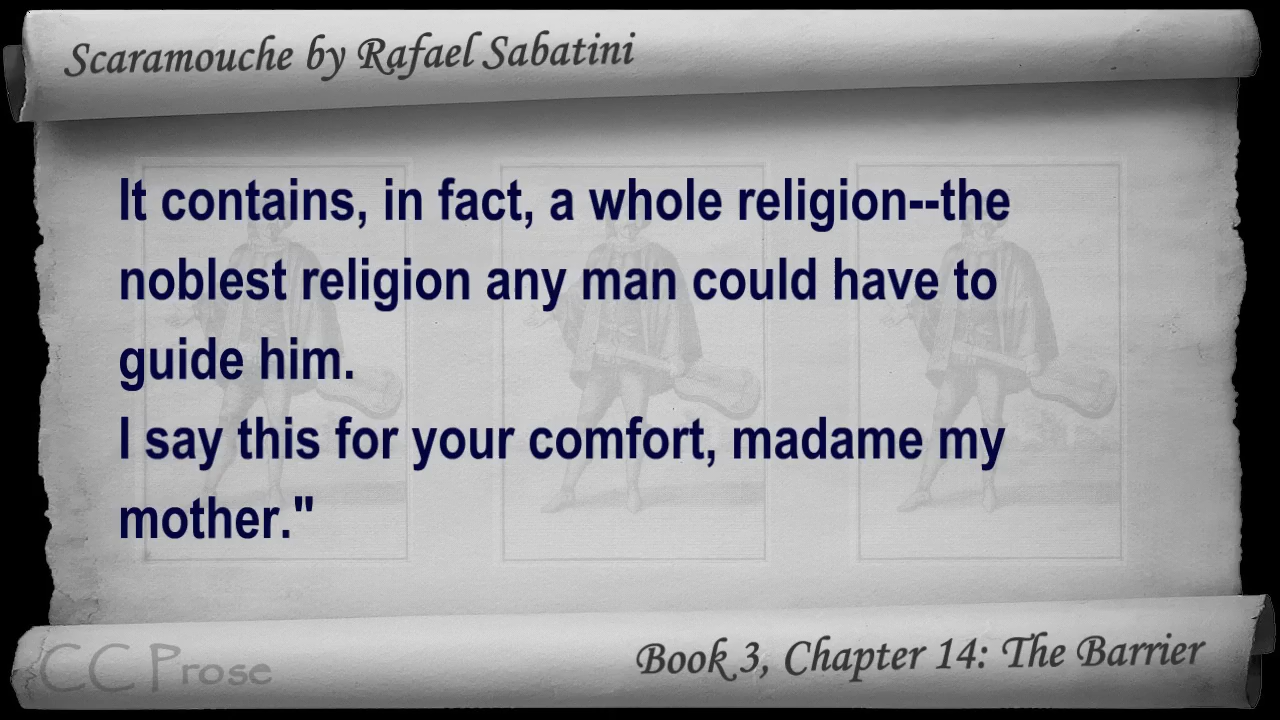 Scaramouche by Rafael Sabatini
It contains, in fact, a whole religion--the
noblest religion any man could have to
guide him.
I say this for your comfort, madame my
mother."
CC Prose
Book 3, Chapter 14: The Barrier